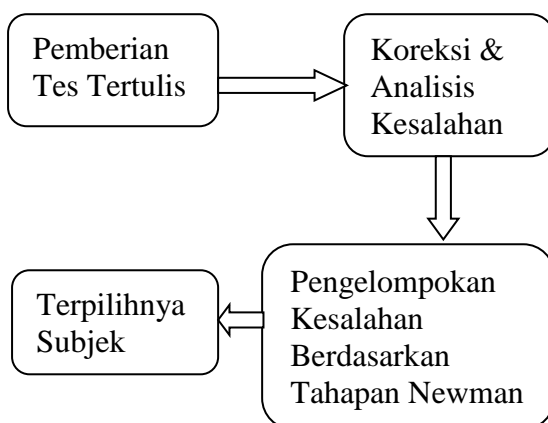 Pemberian
Tes Tertulis
Koreksi &
Analisis
Kesalahan
Pengelompokan
Kesalahan
Berdasarkan
Tahapan Newman
Terpilihnya
Subjek